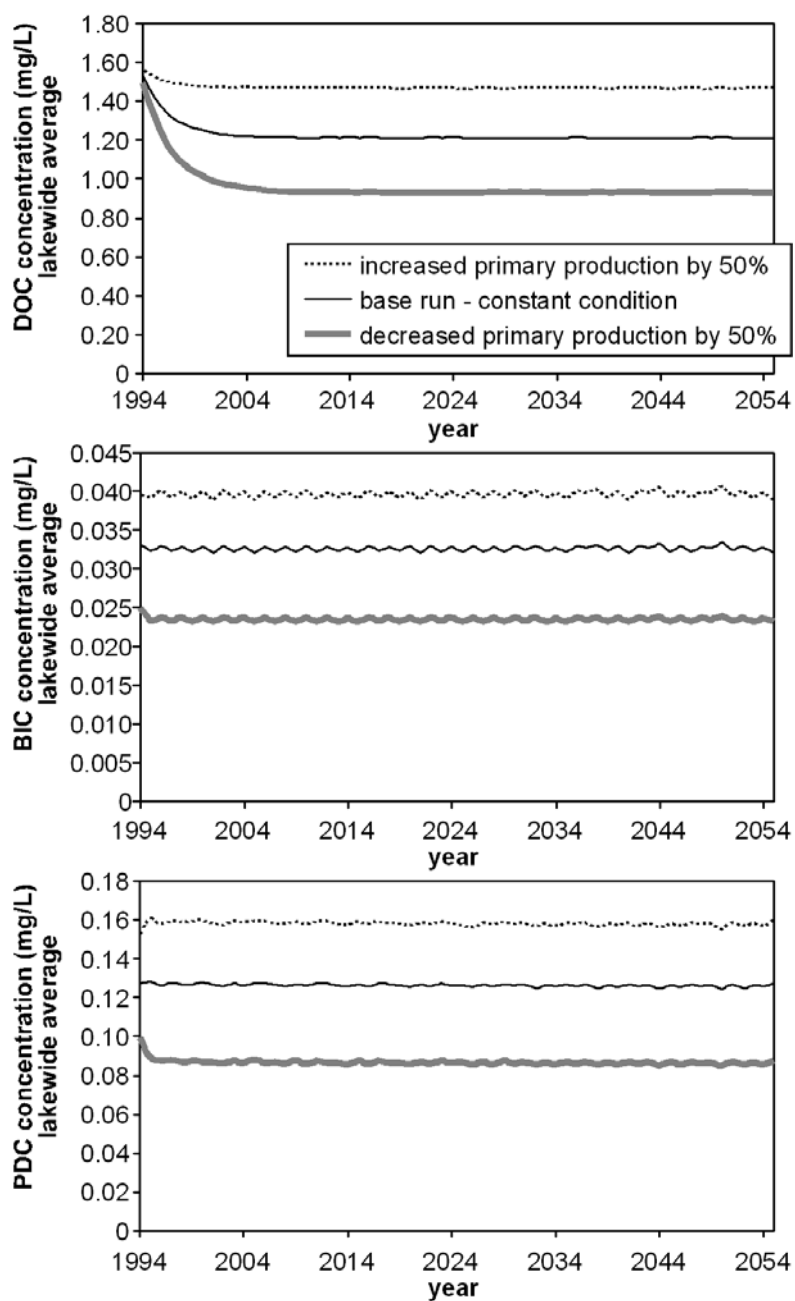 DOC concentration (mg/L)
lakewide average
1.80
1.60
1.40
1.20
1.00
0.80
0.60
0.40
0.20
0
increased primary production by 50%
base run - constant condition
decreased primary production by 50%
1994 2004 2014 2024 2034 2044 2054
year
BIC concentration (mg/L)
lakewide average
0.045
0.040
0.035
0.030
0.025
0.020
0.015
0.010
0.005
0
1994 2004 2014 2024 2034 2044 2054
year
PDC concentration (mg/L)
lakewide average
0.18
0.16
0.14
0.12
0.10
0.08
0.06
0.04
0.02
0
1994 2004 2014 2024 2034 2044 2054
year